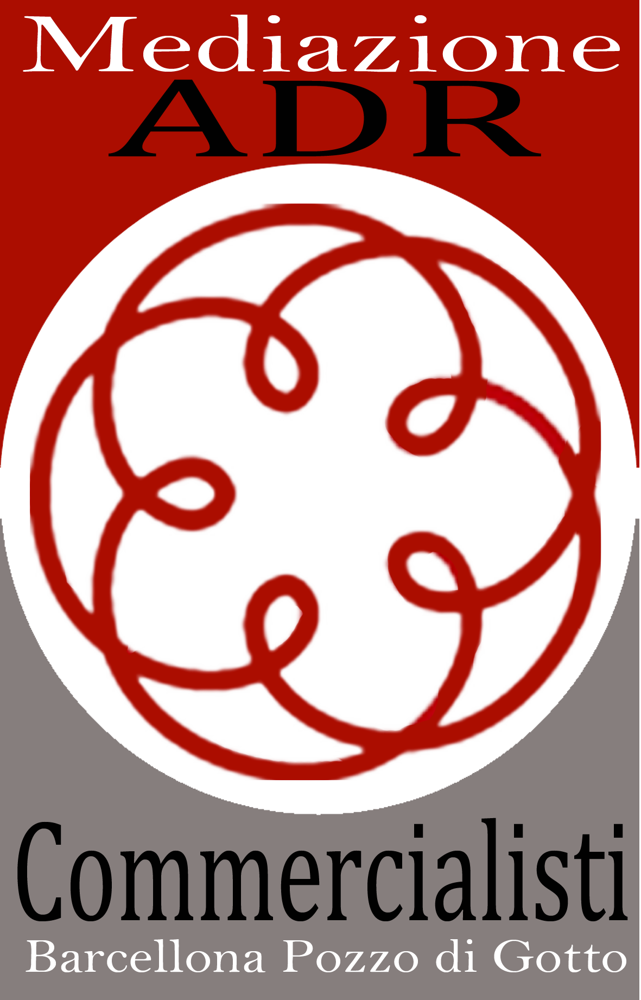 Mediazione
ADR
Commercialisti
Barcellona Pozzo di Gotto